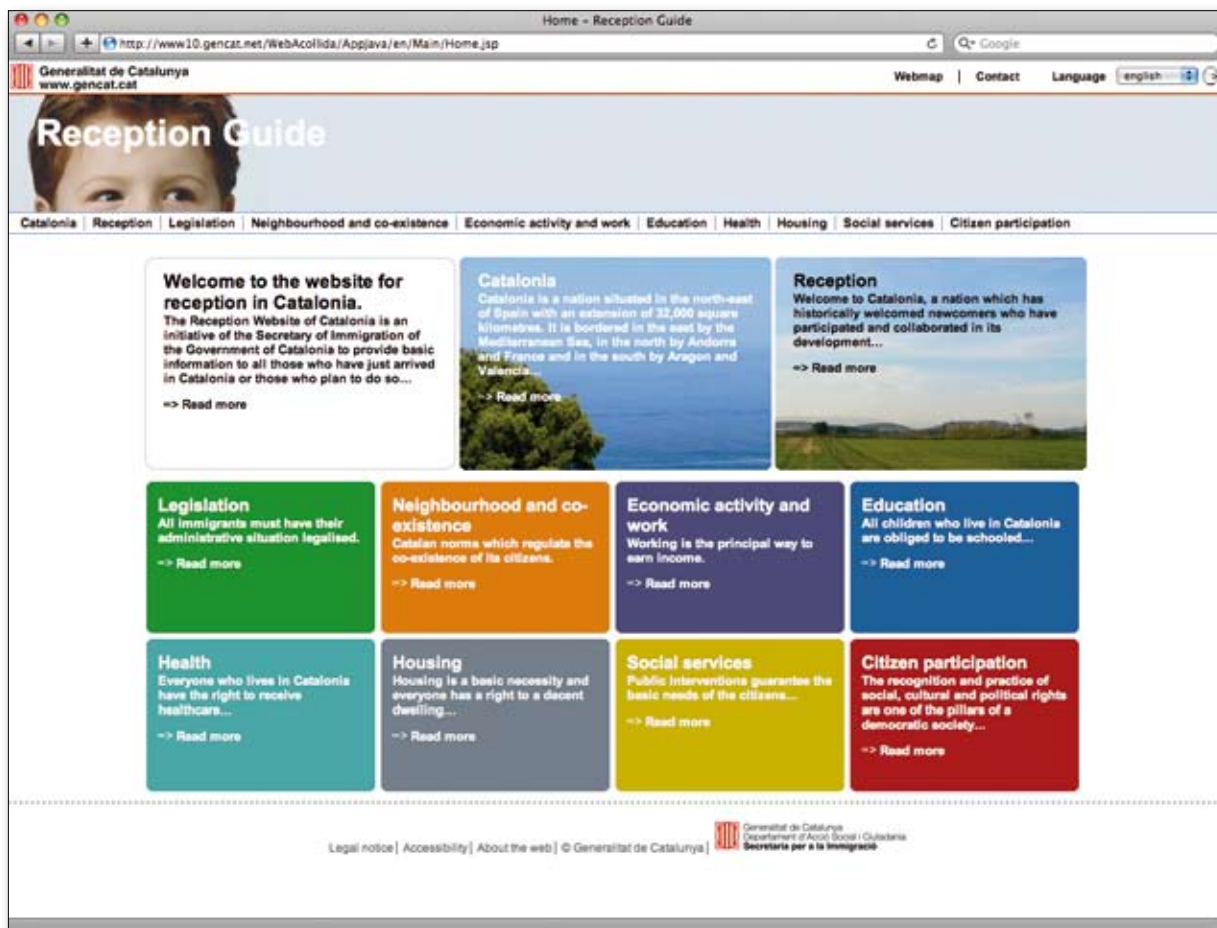 Home – Reception Guide
http://www10.gencat.net/WebAcollida/AppJava/en/Main/Home.jsp
Google
Generalitat de Catalunya
www.gencat.cat
Webmap | Contact Language english
Reception Guide
Catalonia | Reception | Legislation | Neighbourhood and co-existence | Economic activity and work | Education | Health | Housing | Social services | Citizen participation
Welcome to the website for
reception in Catalonia.
The Reception Website of Catalonia is an
initiative of the Secretary of Immigration of
the Government of Catalonia to provide basic
information to all those who have just arrived
in Catalonia or those who plan to do so...
=> Read more
Catalonia
Catalonia is a nation situated in the north-east
of Spain with an extension of 32,000 square
kilometres. It is bordered in the east by the
Mediterranean Sea, in the north by Andorra
and France and in the south by Aragon and
Valencia...
=> Read more
Reception
Welcome to Catalonia, a nation which has
historically welcomed newcomers who have
participated and collaborated in its
development...
=> Read more
Legislation
All immigrants must have their
administrative situation legalised.
=> Read more
Neighbourhood and co-
existence
Catalan norms which regulate the
co-existence of its citizens.
=> Read more
Economic activity and
work
Working is the principal way to
earn income.
=> Read more
Education
All children who live in Catalonia
are obliged to be schooled...
=> Read more
Health
Everyone who lives in Catalonia
have the right to receive
healthcare...
=> Read more
Housing
Housing is a basic necessity and
everyone has a right to a decent
dwelling...
=> Read more
Social services
Public interventions guarantee the
basic needs of the citizens...
=> Read more
Citizen participation
The recognition and practice of
social, cultural and political rights
are one of the pillars of a
democratic society...
=> Read more
Legal notice | Accessibility | About the web | © Generalitat de Catalunya |
Generalitat de Catalunya
Departament d'Acció Social i Ciutadania
Secretaria per a la Immigració